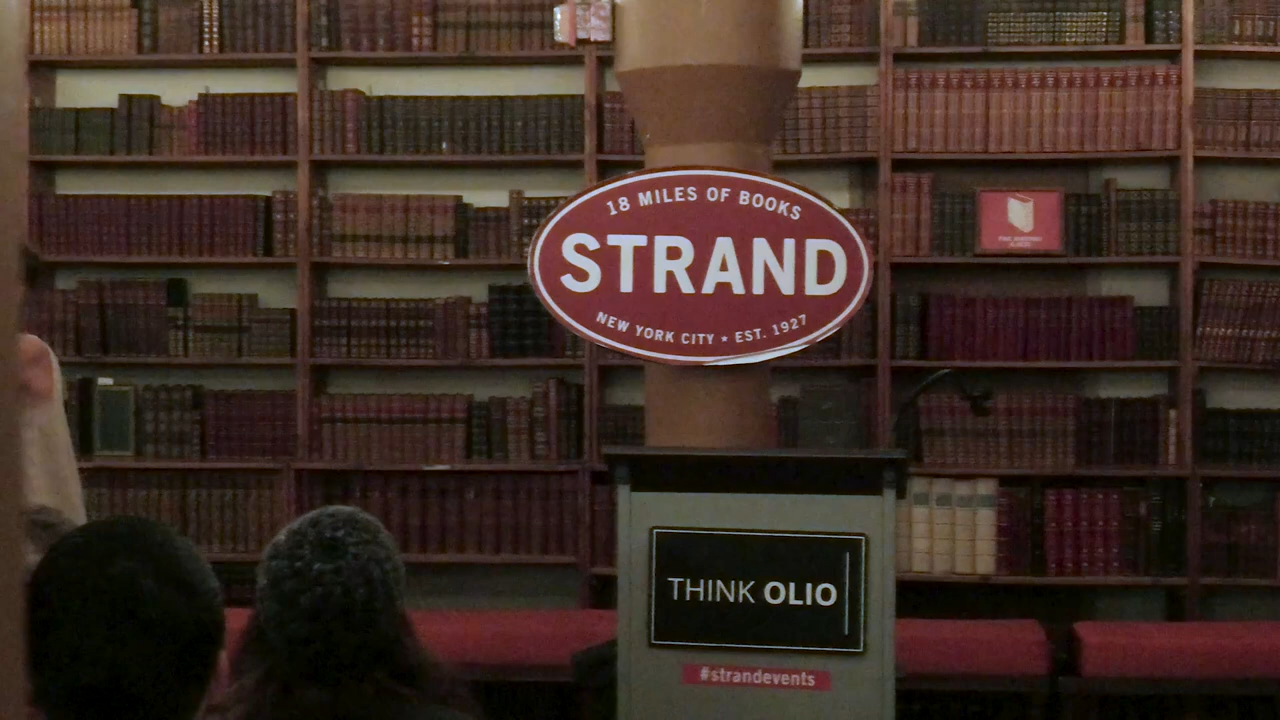 18 MILES OF BOOKS
STRAND
NEW YORK CITY ★ EST. 1927
THINK OLIO
#strandevents